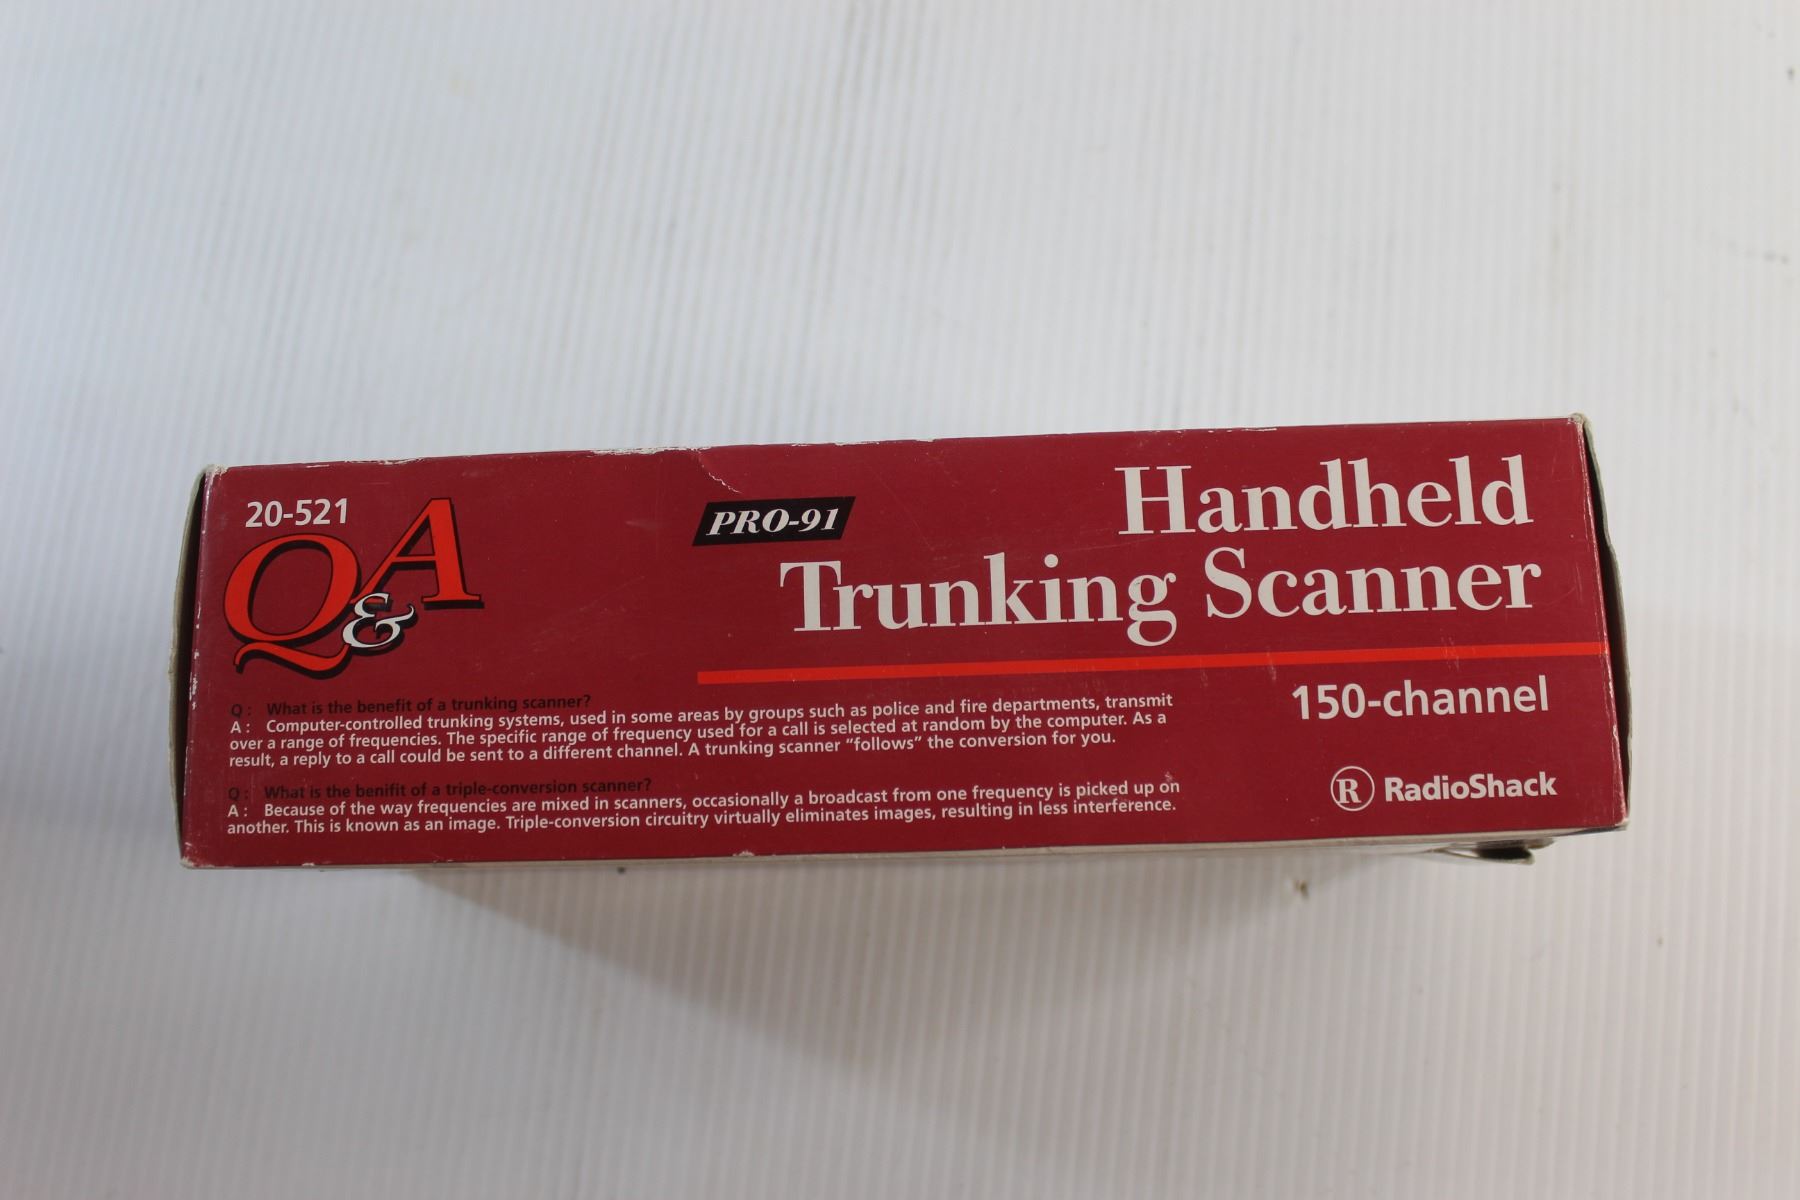 20-521
Q&A
PRO-91
Handheld
Trunking Scanner
150-channel
Q: What is the benefit of a trunking scanner?
A: Computer-controlled trunking systems, used in some areas by groups such as police and fire departments, transmit
over a range of frequencies. The specific range of frequency used for a call is selected at random by the computer. As a
result, a reply to a call could be sent to a different channel. A trunking scanner "follows" the conversion for you.
Q: What is the benifit of a triple-conversion scanner?
A: Because of the way frequencies are mixed in scanners, occasionally a broadcast from one frequency is picked up on
another. This is known as an image. Triple-conversion circuitry virtually eliminates images, resulting in less interference.
R RadioShack